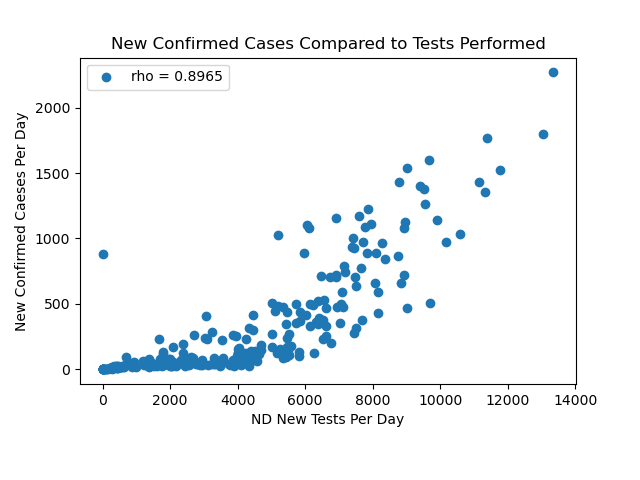 New Confirmed Cases Compared to Tests Performed
rho = 0.8965
New Confirmed Caeses Per Day
2000
1500
1000
500
0
0 2000 4000 6000 8000 10000 12000 14000
ND New Tests Per Day